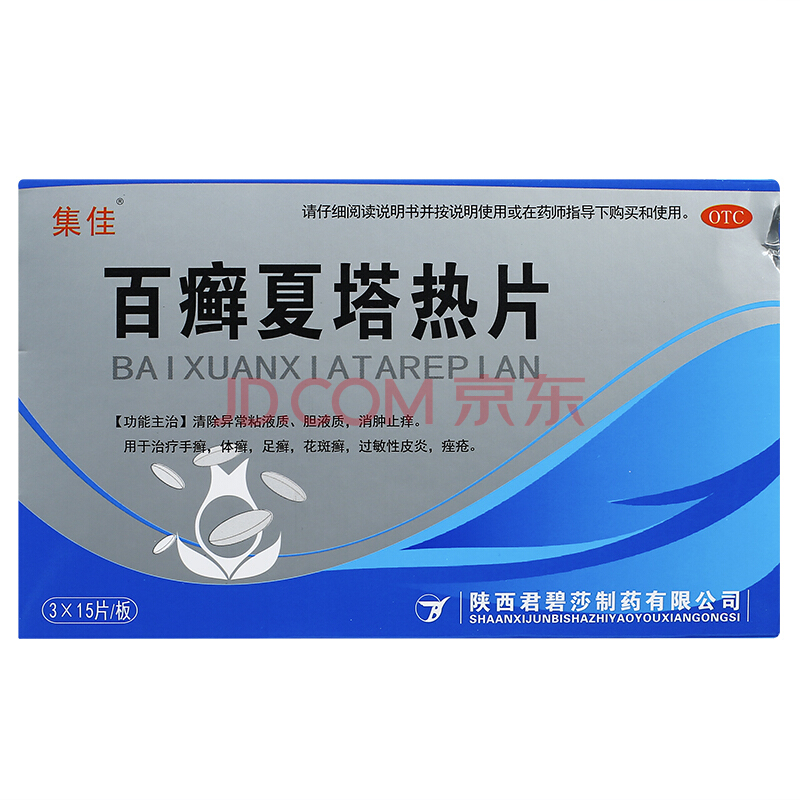 集佳®
请仔细阅读说明书并按说明使用或在药师指导下购买和使用。
OTC
百癣夏塔热片
BAIXUANXIATAREPIAN
JD.COM 京东
【功能主治】清除异常粘液质、胆液质，消肿止痒。
用于治疗手癣，体癣，足癣，花斑癣，过敏性皮炎，痤疮。
3×15片/板
陕西君碧莎制药有限公司
SHAANXIJUNBISHAZHIYAOYOUXIANGONGSI